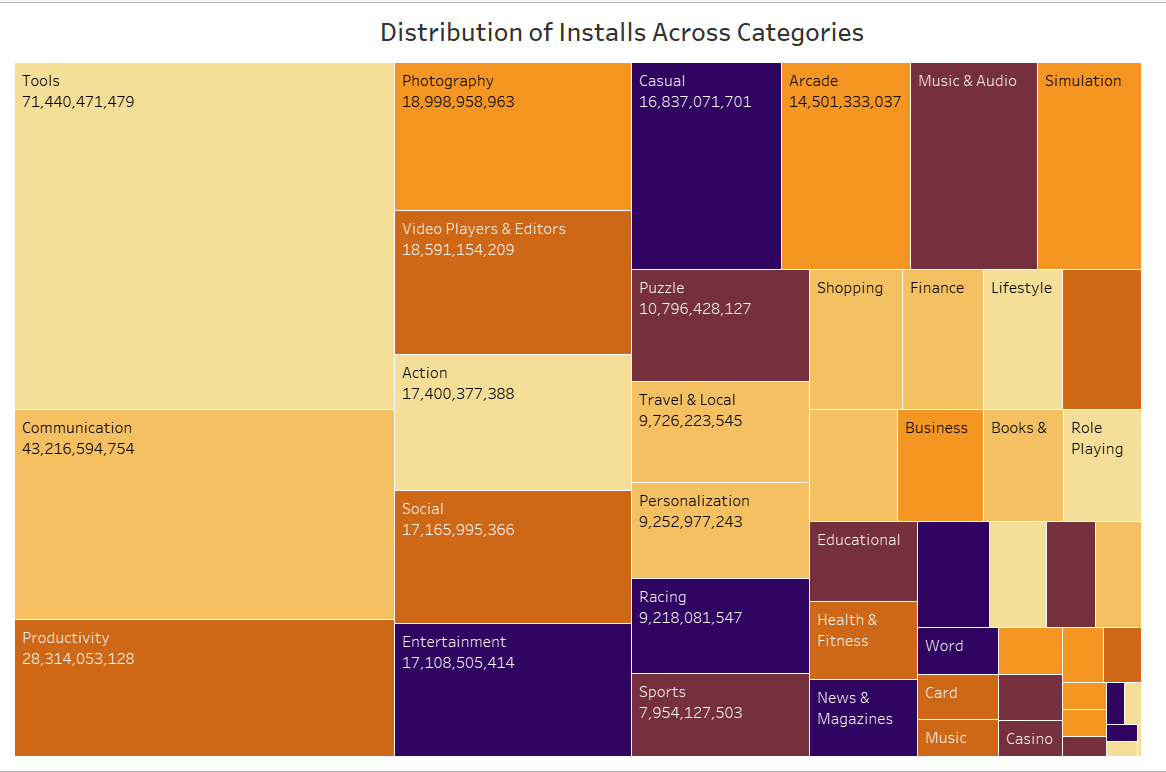 Distribution of Installs Across Categories
Tools
71,440,471,479
Communication
43,216,594,754
Productivity
28,314,053,128
Photography
18,998,958,963
Video Players & Editors
18,591,154,209
Action
17,400,377,388
Social
17,165,995,366
Entertainment
17,108,505,414
Casual
16,837,071,701
Arcade
14,501,333,037
Music & Audio
Simulation
Puzzle
10,796,428,127
Travel & Local
9,726,223,545
Personalization
9,252,977,243
Racing
9,218,081,547
Sports
7,954,127,503
Shopping
Finance
Lifestyle
Business
Books &
Role
Playing
Educational
Health &
Fitness
News &
Magazines
Word
Card
Music
Casino